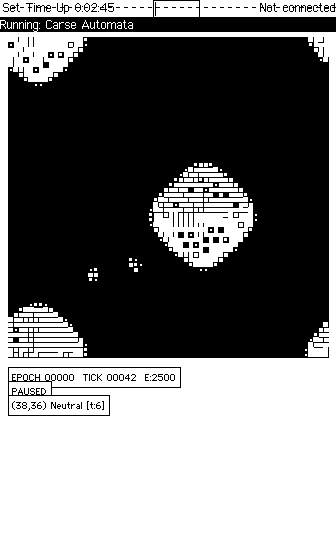 Set Time Up 0:02:45 Not connected
Running: Carse Automata
EPOCH 00000 TICK 00042 E:2500
PAUSED
(38,36) Neutral [t:6]